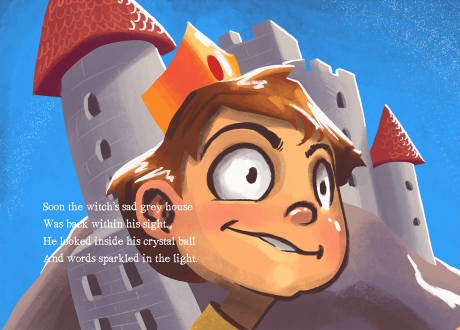 Soon the witch's sad grey house
Was back within his sight,
He looked inside his crystal ball
And words sparkled in the light.